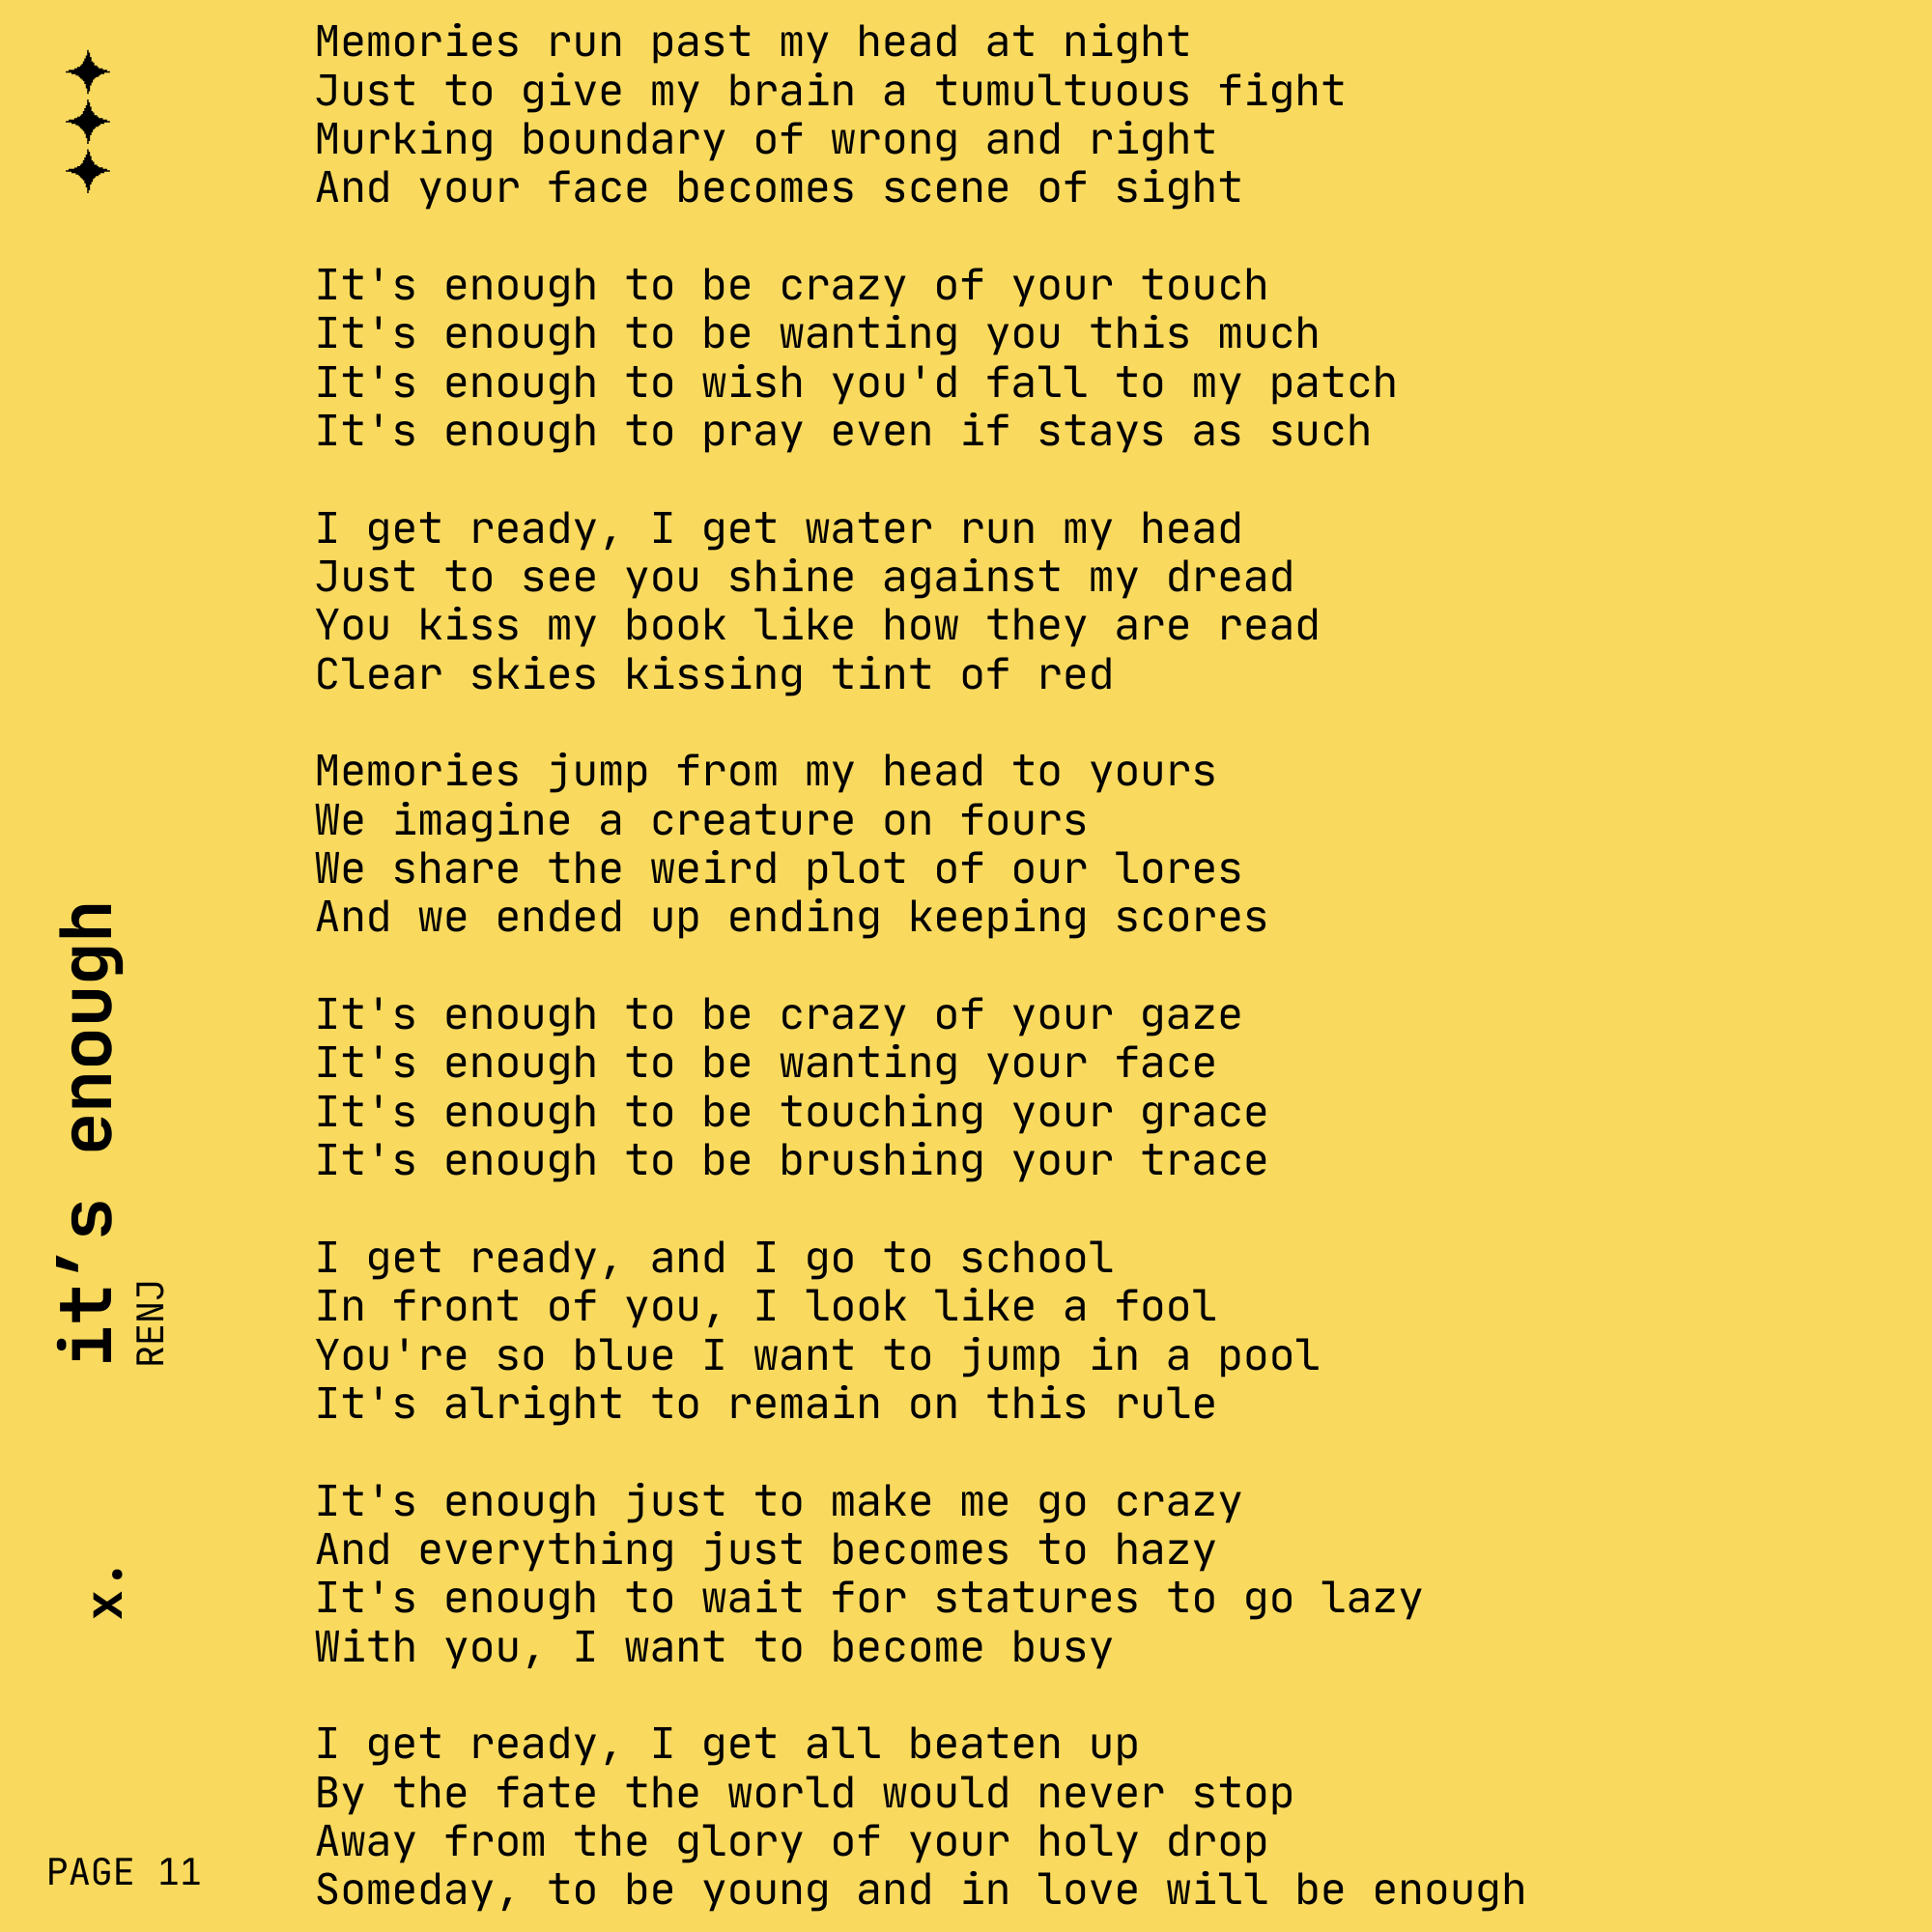 Memories run past my head at night
Just to give my brain a tumultuous fight
Murking boundary of wrong and right
And your face becomes scene of sight

It's enough to be crazy of your touch
It's enough to be wanting you this much
It's enough to wish you'd fall to my patch
It's enough to pray even if stays as such

I get ready, I get water run my head
Just to see you shine against my dread
You kiss my book like how they are read
Clear skies kissing tint of red

Memories jump from my head to yours
We imagine a creature on fours
We share the weird plot of our lores
And we ended up ending keeping scores

It's enough to be crazy of your gaze
It's enough to be wanting your face
It's enough to be touching your grace
It's enough to be brushing your trace

I get ready, and I go to school
In front of you, I look like a fool
You're so blue I want to jump in a pool
It's alright to remain on this rule

It's enough just to make me go crazy
And everything just becomes to hazy
It's enough to wait for statures to go lazy
With you, I want to become busy

I get ready, I get all beaten up
By the fate the world would never stop
Away from the glory of your holy drop
Someday, to be young and in love will be enough

it’s enough
RENJ
x.
PAGE 11